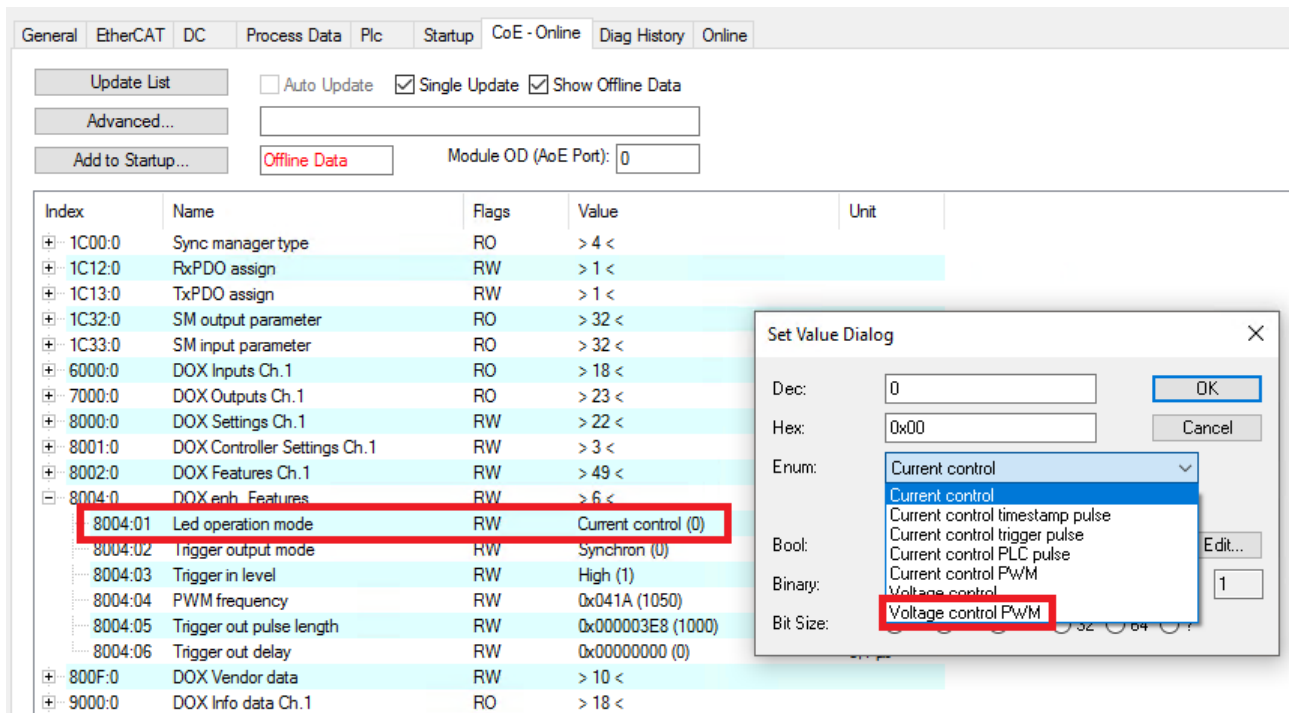 General EtherCAT DC Process Data Plc Startup CoE - Online Diag History Online
Update List Auto Update Single Update Show Offline Data
Advanced...
Add to Startup... Offline Data Module OD (AoE Port): 0
Index Name Flags Value Unit
1C00:0 Sync manager type RO > 4 <
1C12:0 RxPDO assign RW > 1 <
1C13:0 TxPDO assign RW > 1 <
1C32:0 SM output parameter RO > 32 <
1C33:0 SM input parameter RO > 32 <
6000:0 DOX Inputs Ch.1 RO > 18 <
7000:0 DOX Outputs Ch.1 RO > 23 <
8000:0 DOX Settings Ch.1 RW > 22 <
8001:0 DOX Controller Settings Ch.1 RW > 3 <
8002:0 DOX Features Ch.1 RW > 49 <
8004:0 DOX enh. Features RW > 6 <
8004:01 Led operation mode RW Current control (0)
8004:02 Trigger output mode RW Synchron (0)
8004:03 Trigger in level RW High (1)
8004:04 PWM frequency RW 0x041A (1050)
8004:05 Trigger out pulse length RW 0x000003E8 (1000)
8004:06 Trigger out delay RW 0x00000000 (0)
800F:0 DOX Vendor data RW > 10 <
9000:0 DOX Info data Ch.1 RO > 18 <
Set Value Dialog
Dec: 0 OK
Hex: 0x00 Cancel
Enum: Current control
Current control
Current control timestamp pulse
Current control trigger pulse
Current control PLC pulse
Current control PWM
Voltage control
Voltage control PWM
Bool: Edit...
Binary: 1
Bit Size: 32 64 ?